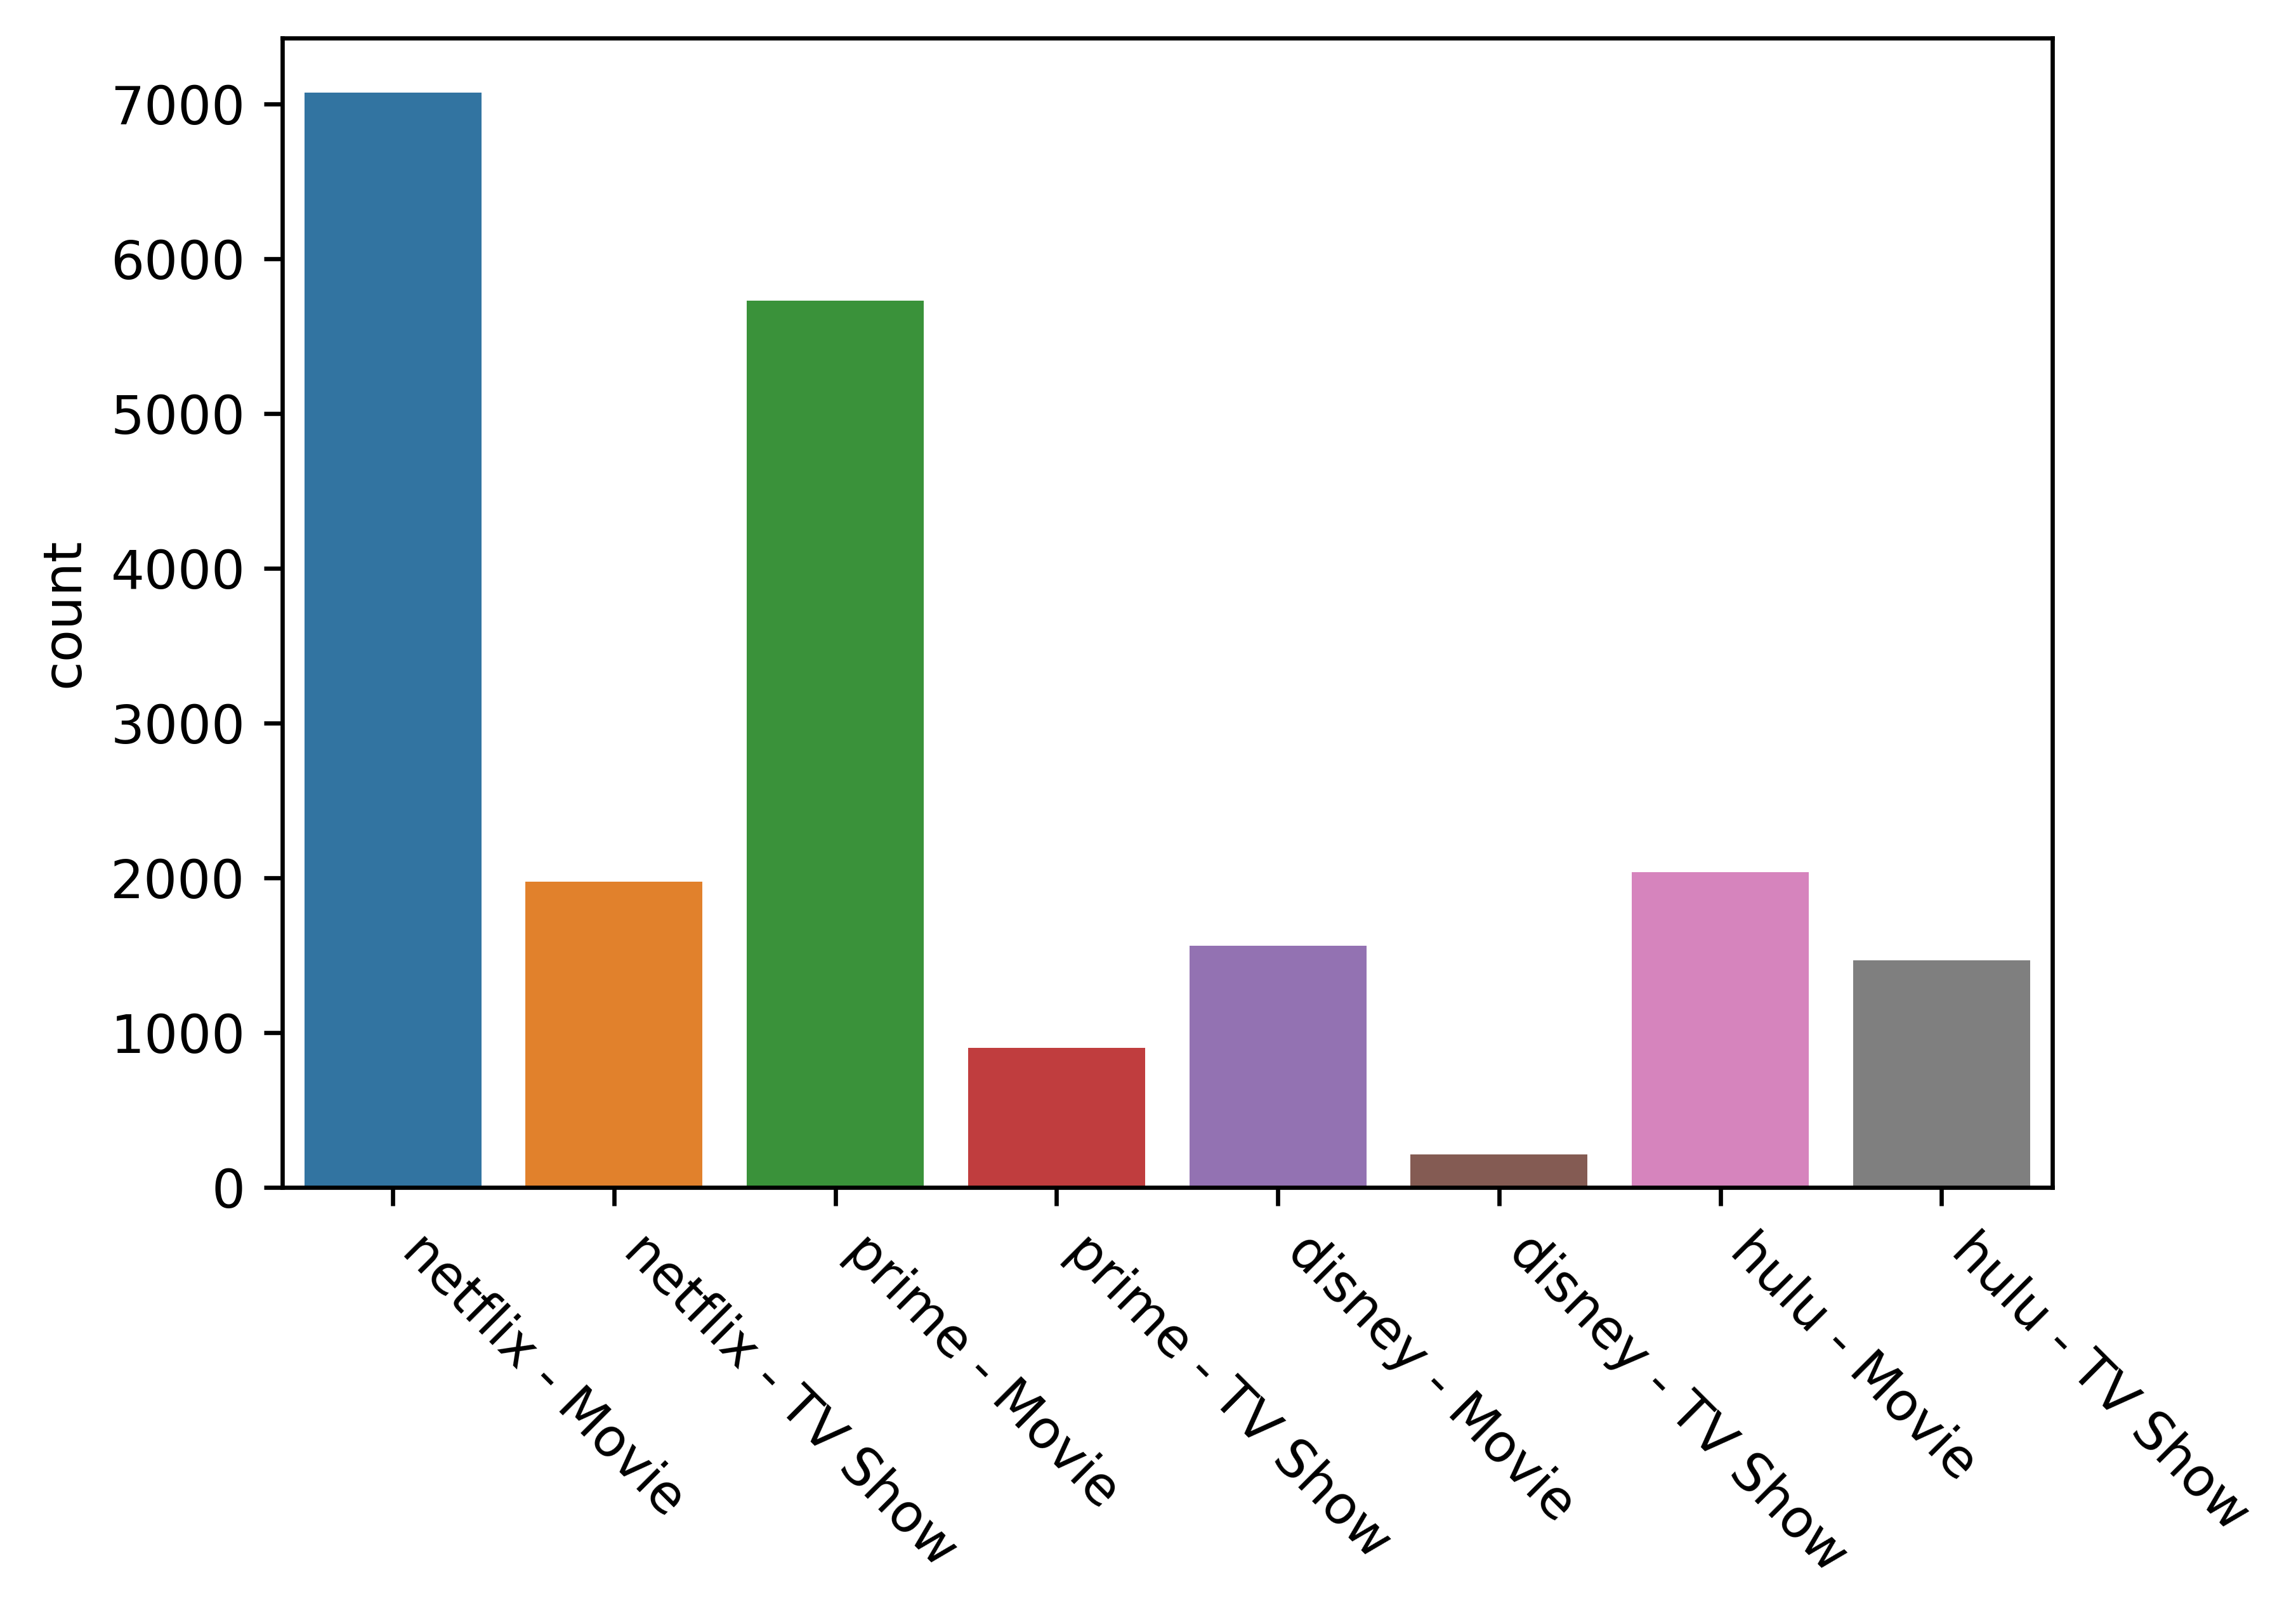 7000
6000
5000
4000
3000
2000
1000
0
count
netflix - Movie
netflix - TV Show
prime - Movie
prime - TV Show
disney - Movie
disney - TV Show
hulu - Movie
hulu - TV Show